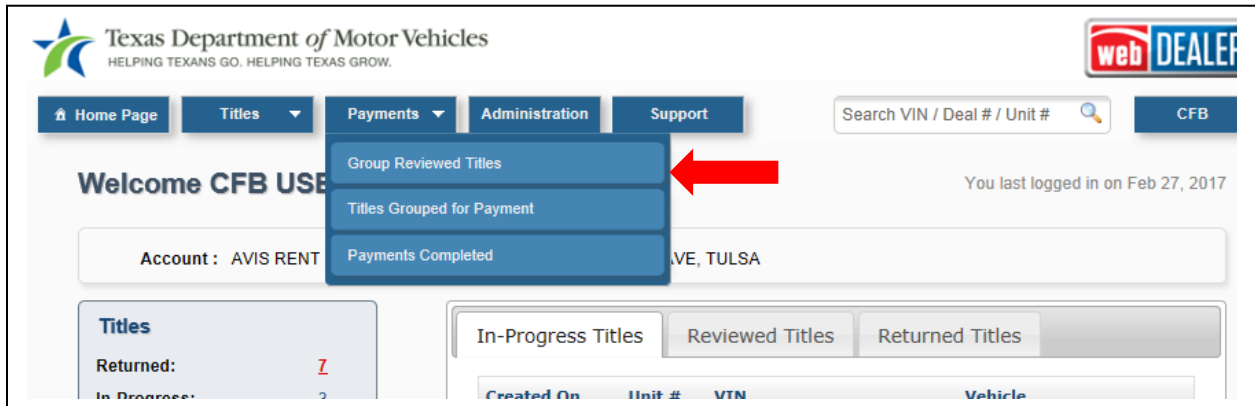 Texas Department of Motor Vehicles
HELPING TEXANS GO. HELPING TEXAS GROW.
web DEALER
Home Page Titles Payments Administration Support Search VIN / Deal # / Unit # CFB
Group Reviewed Titles
Welcome CFB USE You last logged in on Feb 27, 2017
Titles Grouped for Payment
Account : AVIS RENT Payments Completed AVE, TULSA
Titles In-Progress Titles Reviewed Titles Returned Titles
Returned: 7
In Progress:
Created On Unit # VIN Vehicle